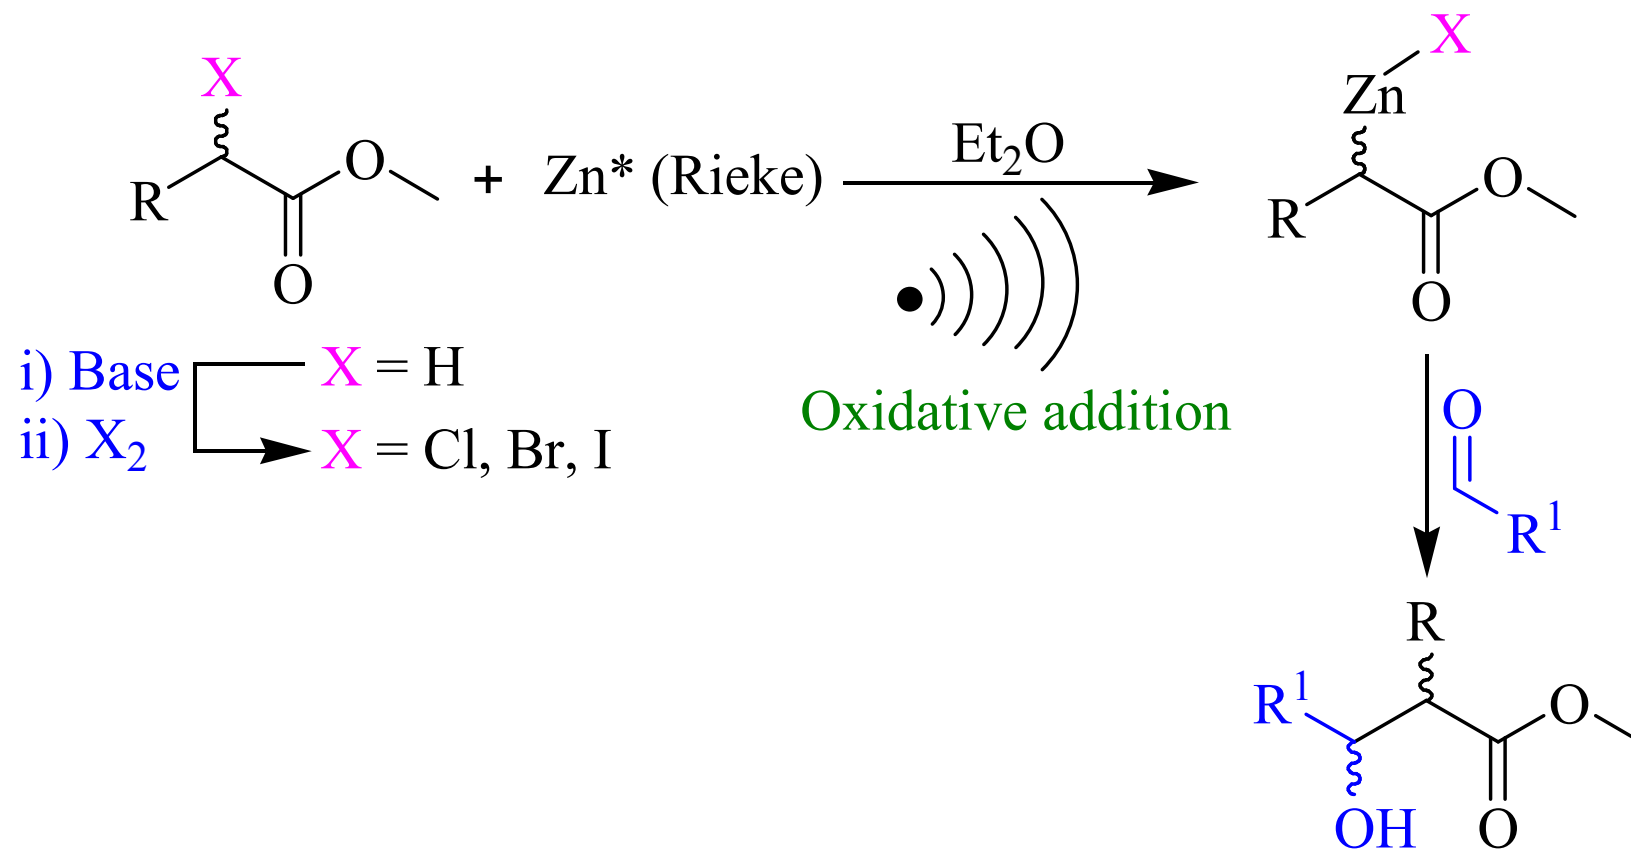 X
R
O
O
+ Zn* (Rieke)
Et₂O
X
Zn
R
O
O
i) Base
ii) X₂
X = H
X = Cl, Br, I
Oxidative addition
O
R¹
R
R¹
O
OH
O